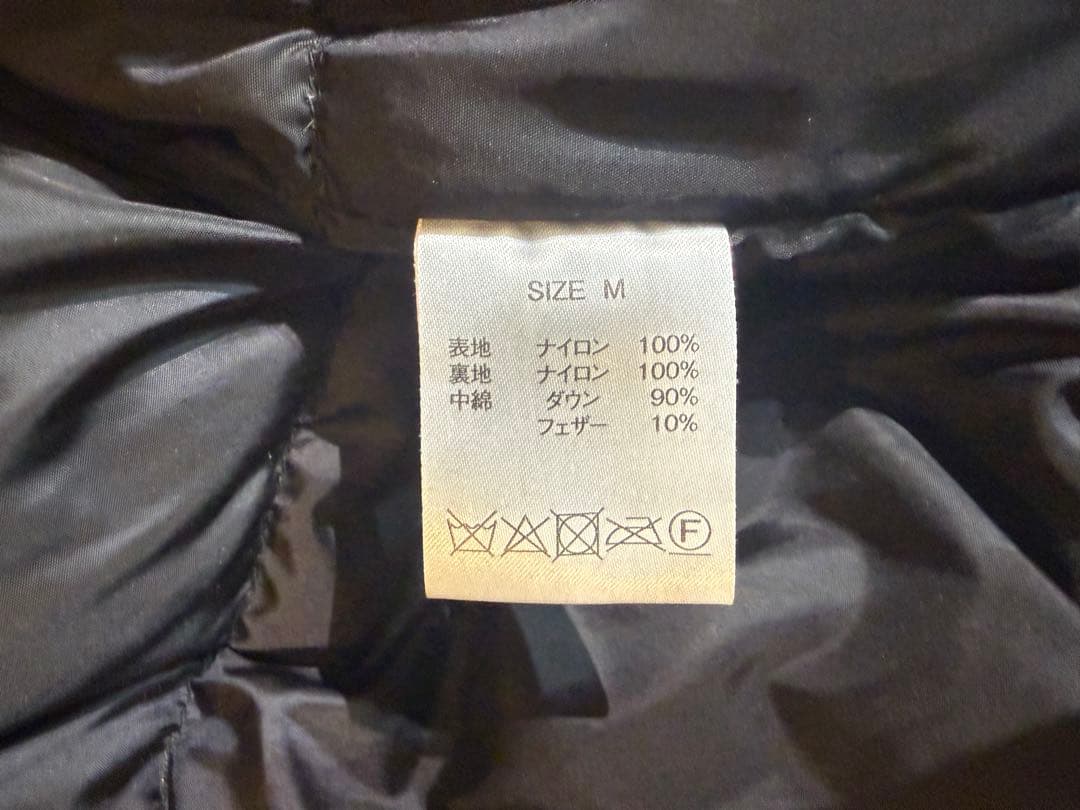 SIZE M
表地 ナイロン 100%
裏地 ナイロン 100%
中綿 ダウン 90%
フェザー 10%
F